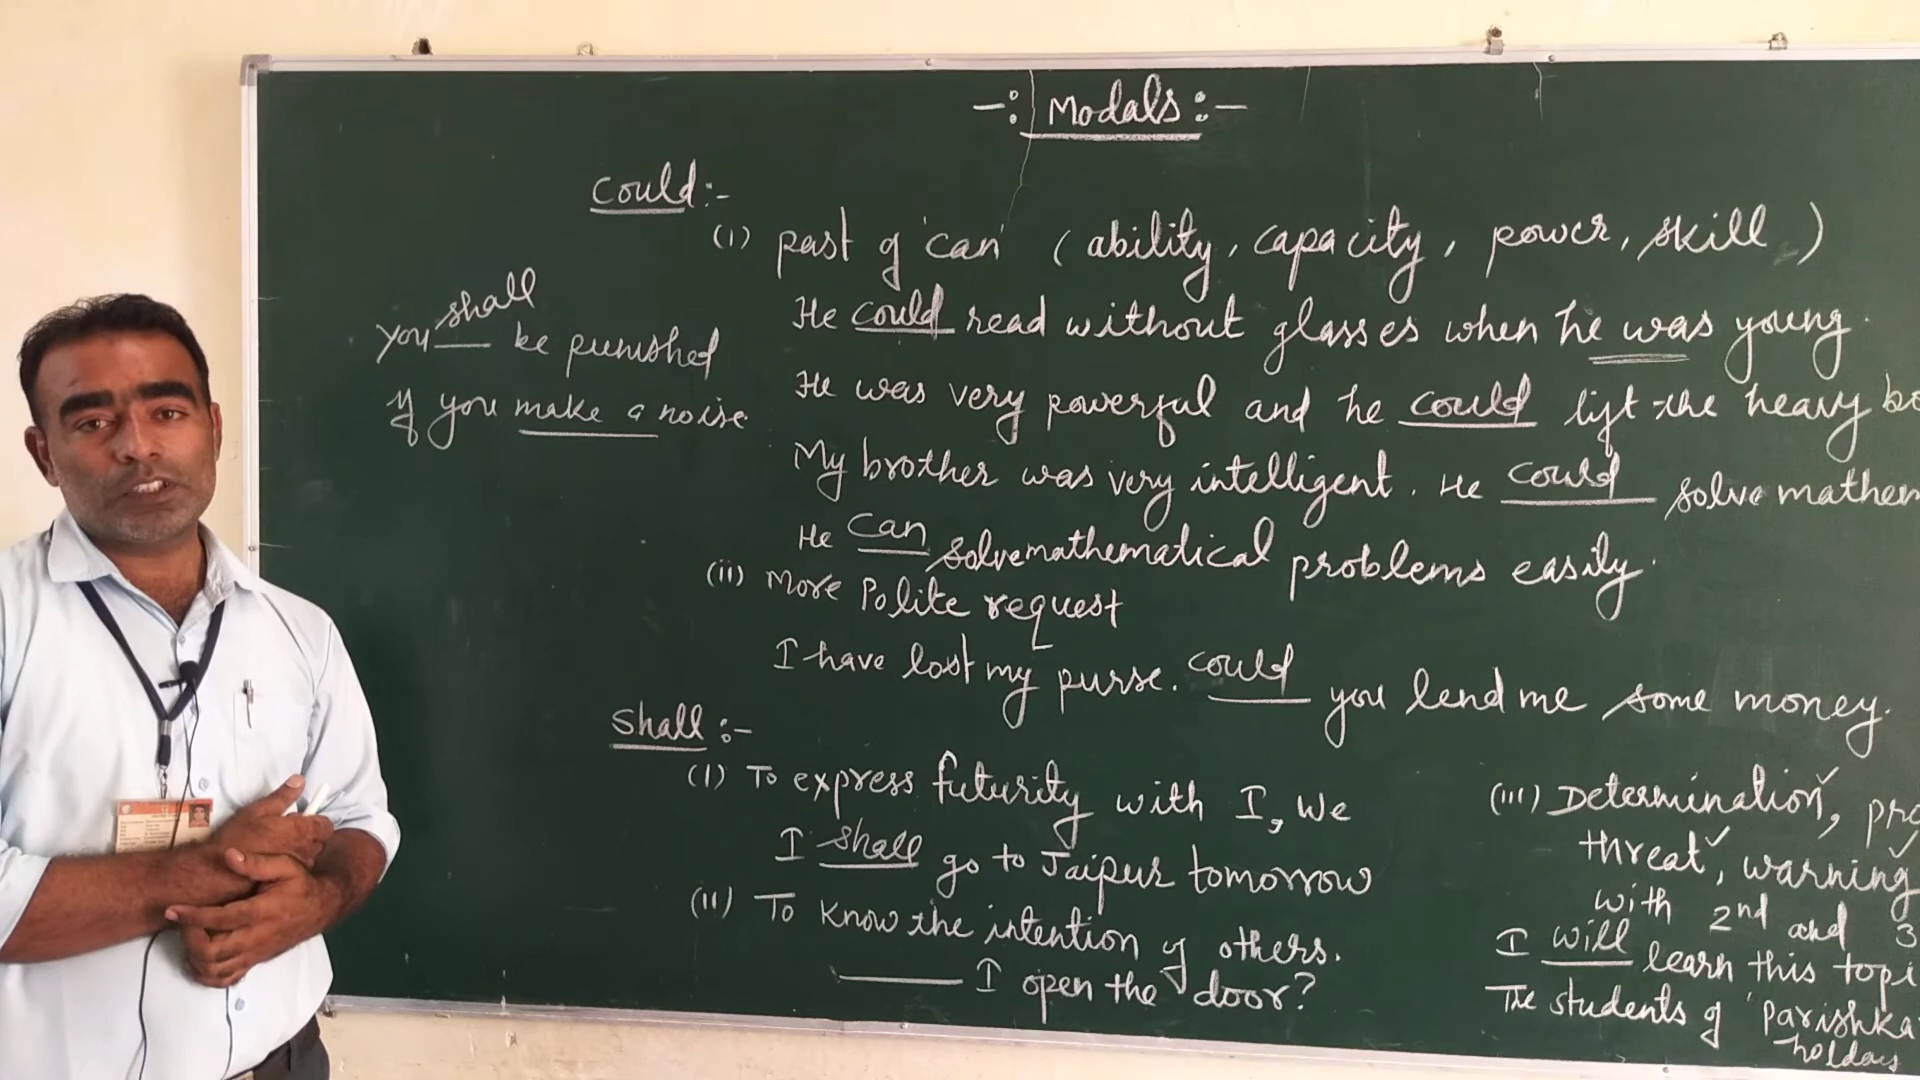 -: Modals :-
Could :-
(i) past of 'can' (ability, capacity, power, skill)
He could read without glasses when he was young.
He was very powerful and he could lift the heavy
My brother was very intelligent. He could solve
He can solve mathematical problems easily.
(ii) More Polite request
I have lost my purse. could you lend me some money.
You shall be punished
if you make a noise
Shall :-
(i) To express futurity with I, we
I shall go to Jaipur tomorrow
(ii) To know the intention of others.
____ I open the door?
(iii) Determination,
threat, warning
with 2nd and 3
I will learn this
The students of